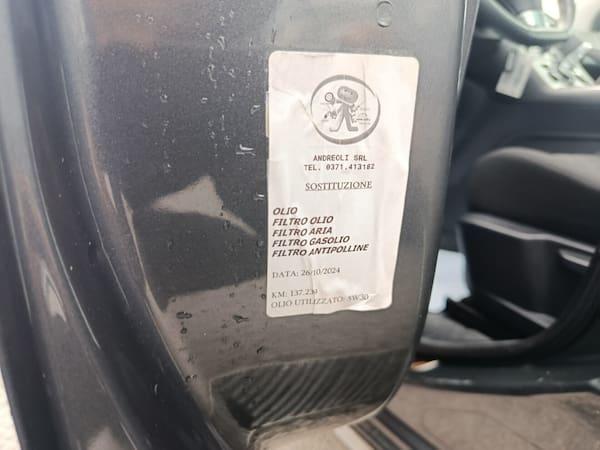 ANDREOLI SRL
TEL. 0371.413182
SOSTITUZIONE
OLIO
FILTRO OLIO
FILTRO ARIA
FILTRO GASOLIO
FILTRO ANTIPOLLINE
DATA: 26/10/2024
KM: 137.230
OLIO UTILIZZATO: 5W30